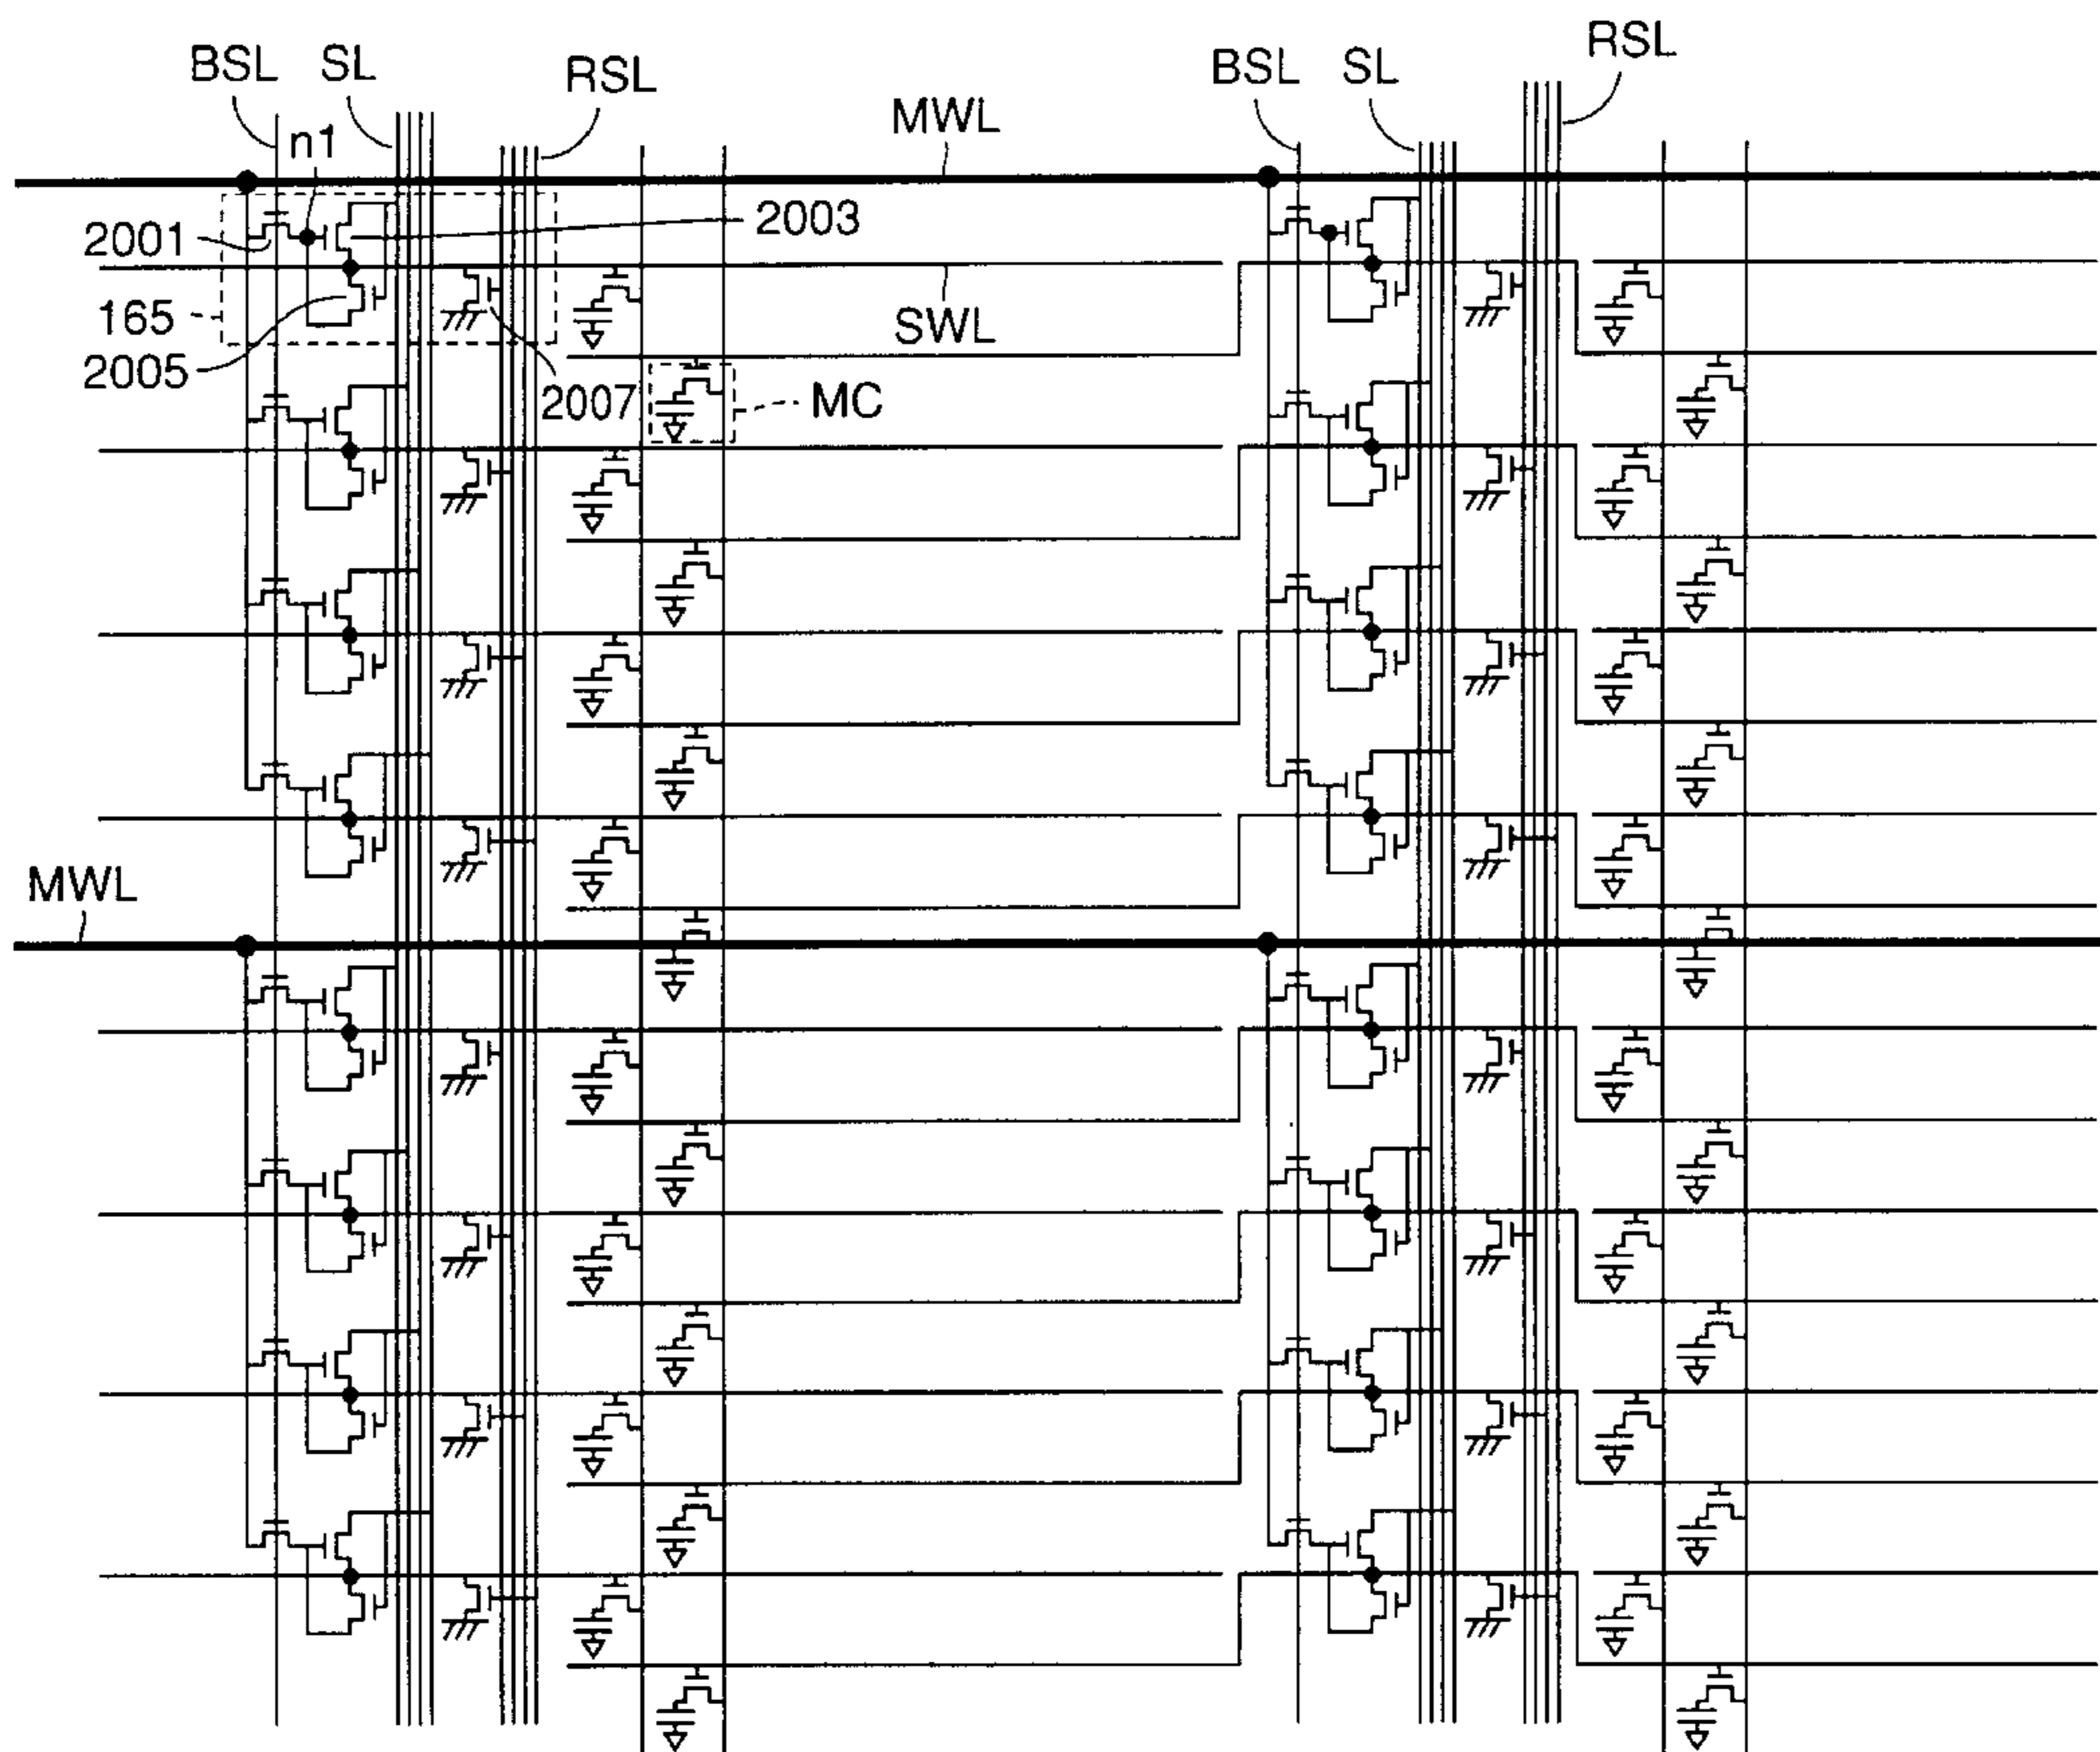 BSL SL RSL MWL BSL SL RSL
n1
2001 2003
165 SWL
2005 2007 MC
MWL